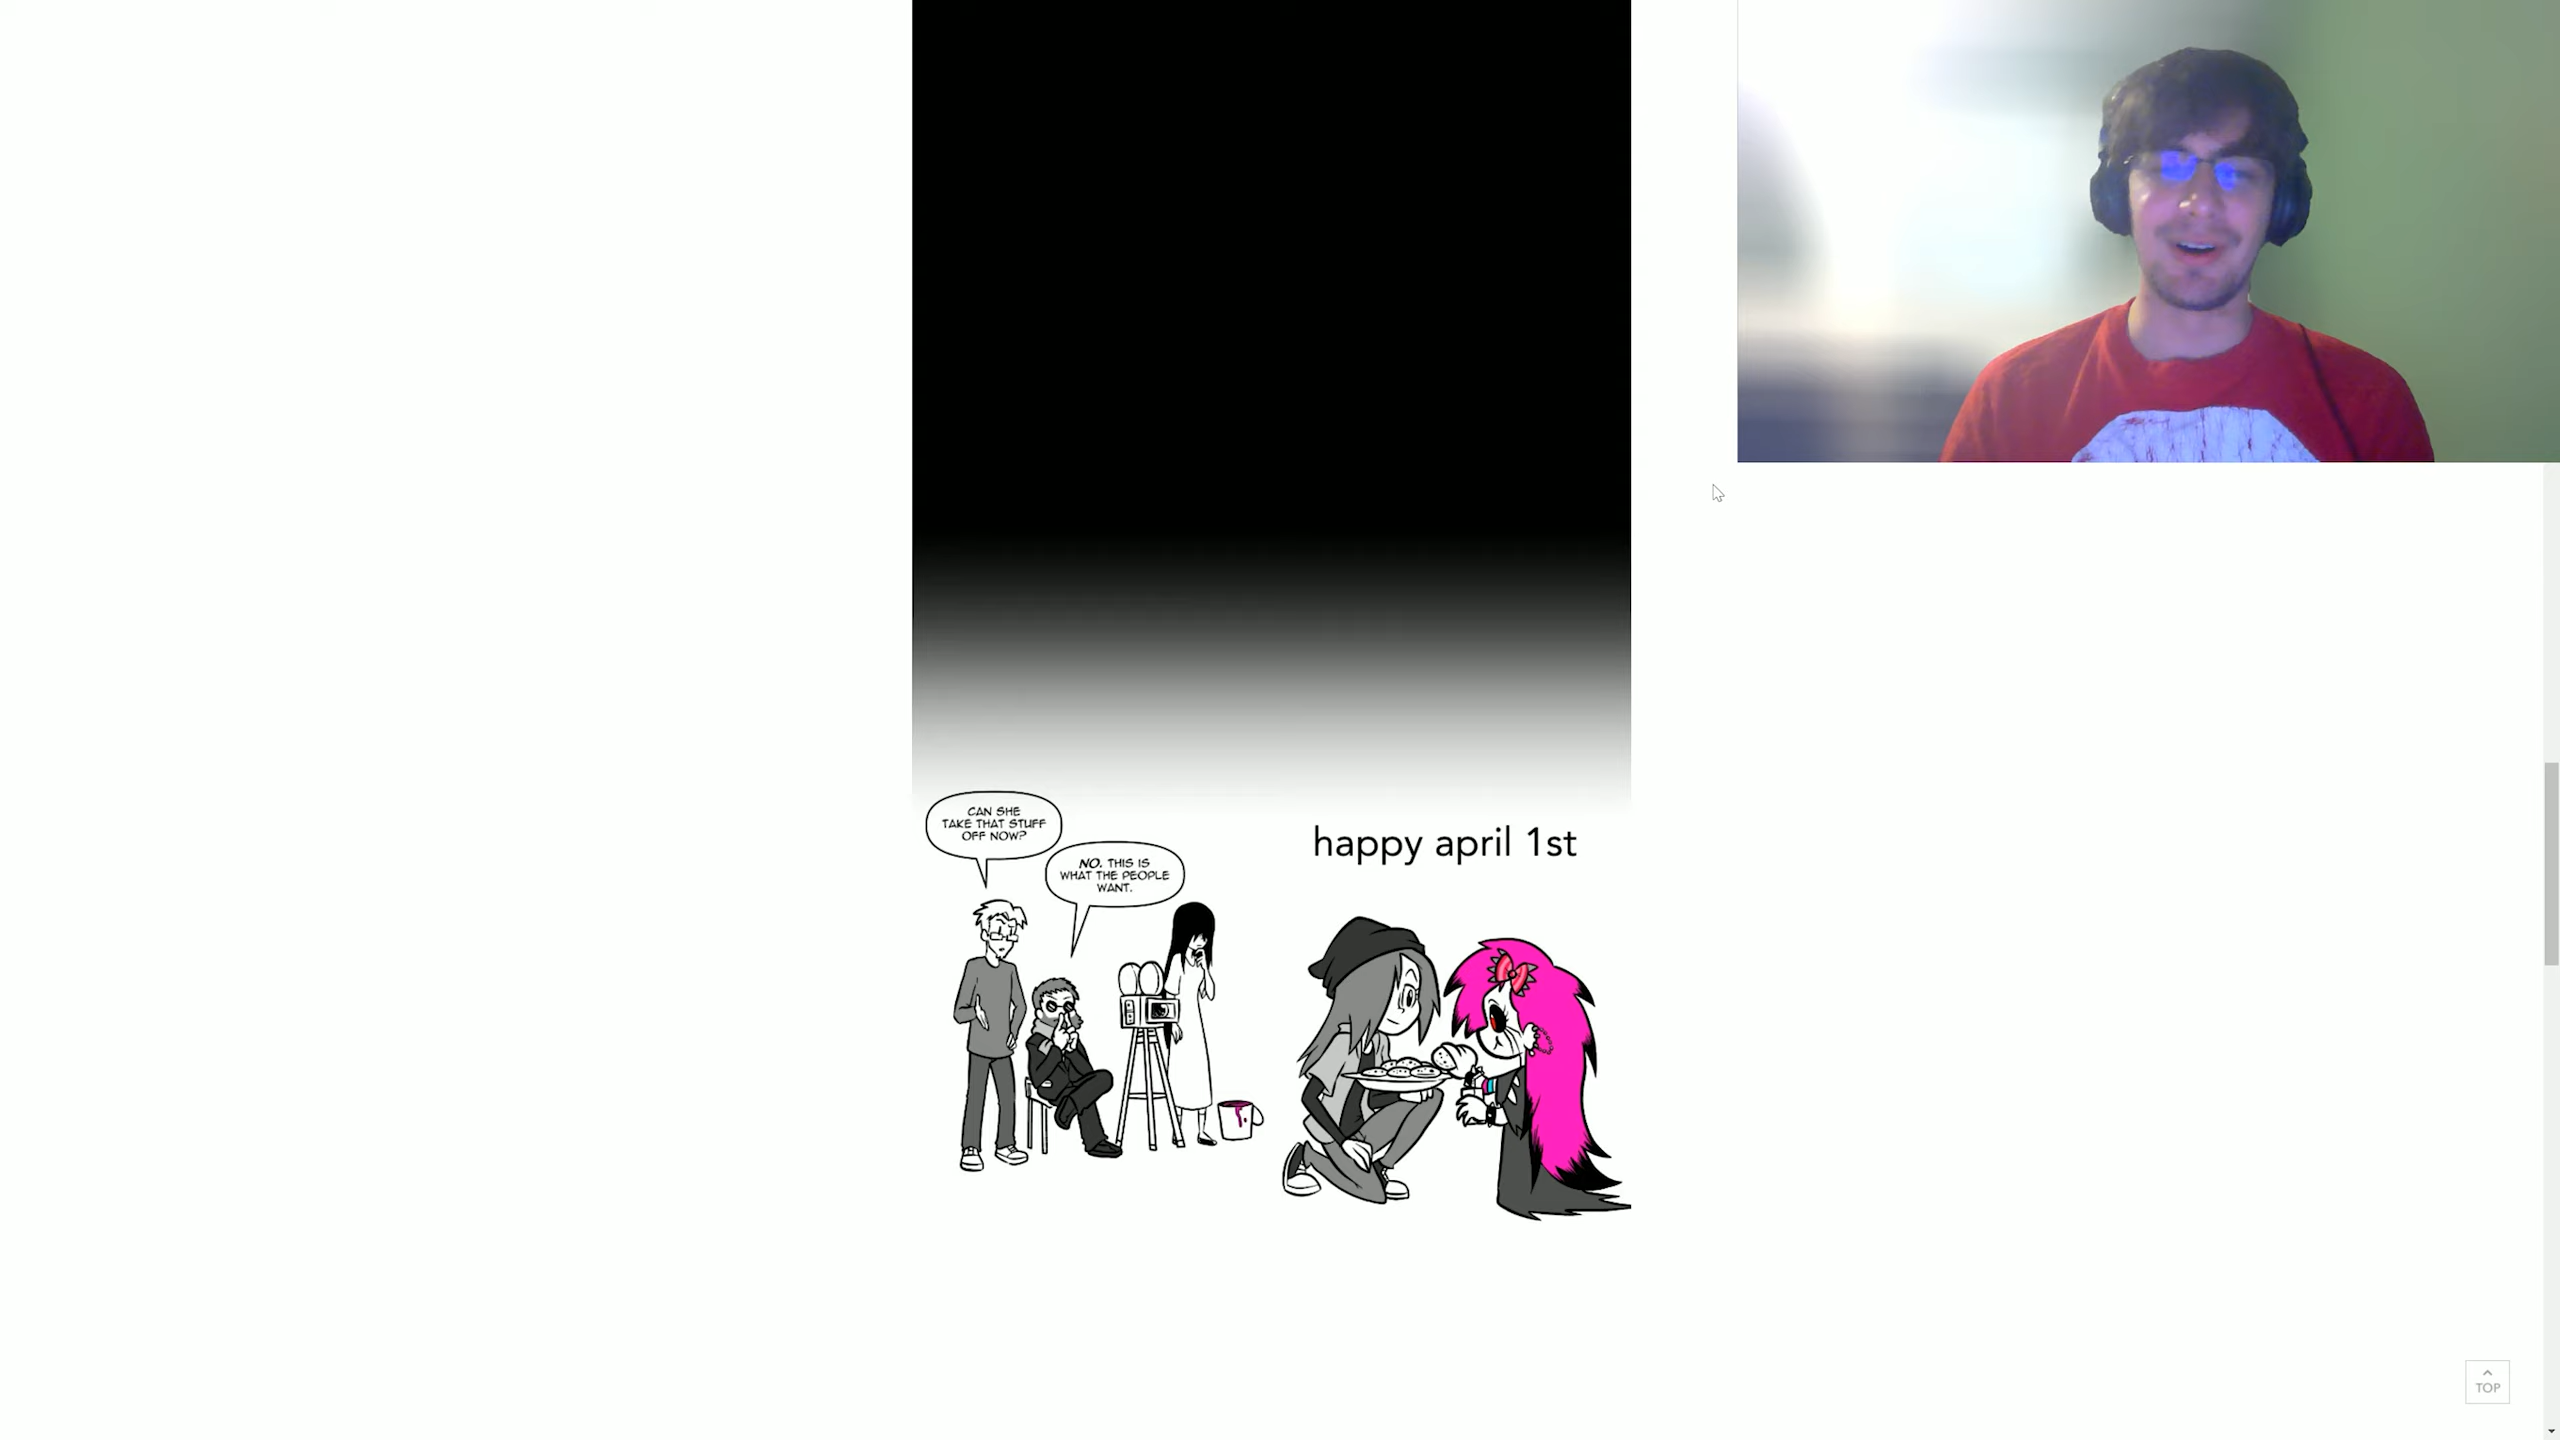 CAN SHE
TAKE THAT STUFF
OFF NOW?
NO. THIS IS
WHAT THE PEOPLE
WANT.
happy april 1st
TOP